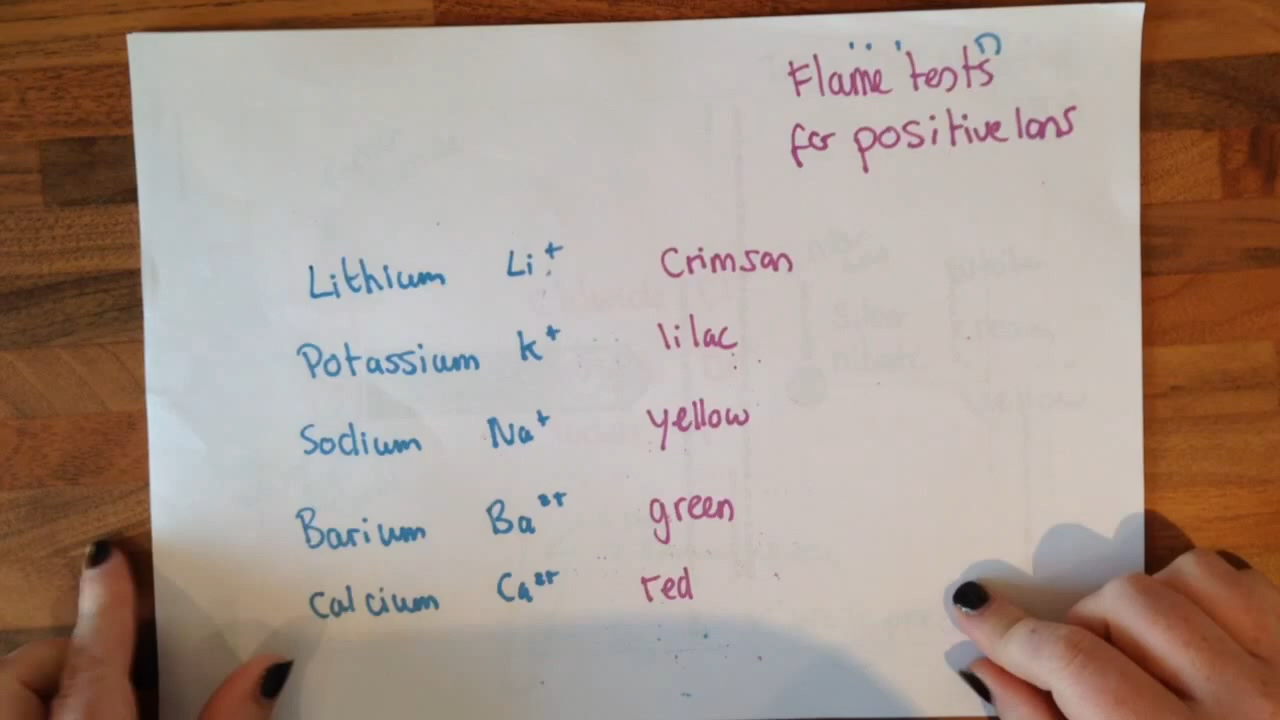 Flame tests
for positive Ions
Lithium Li+ Crimson
Potassium K+ lilac
Sodium Na+ yellow
Barium Ba2+ green
Calcium Ca2+ red